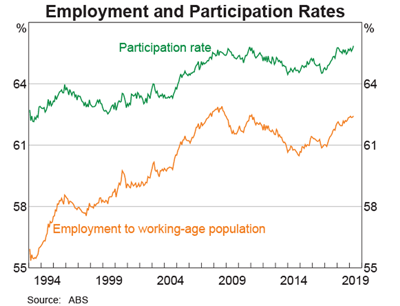 Employment and Participation Rates
% %
Participation rate
64 64
61 61
58 58
Employment to working-age population
55 55
1994 1999 2004 2009 2014 2019
Source: ABS